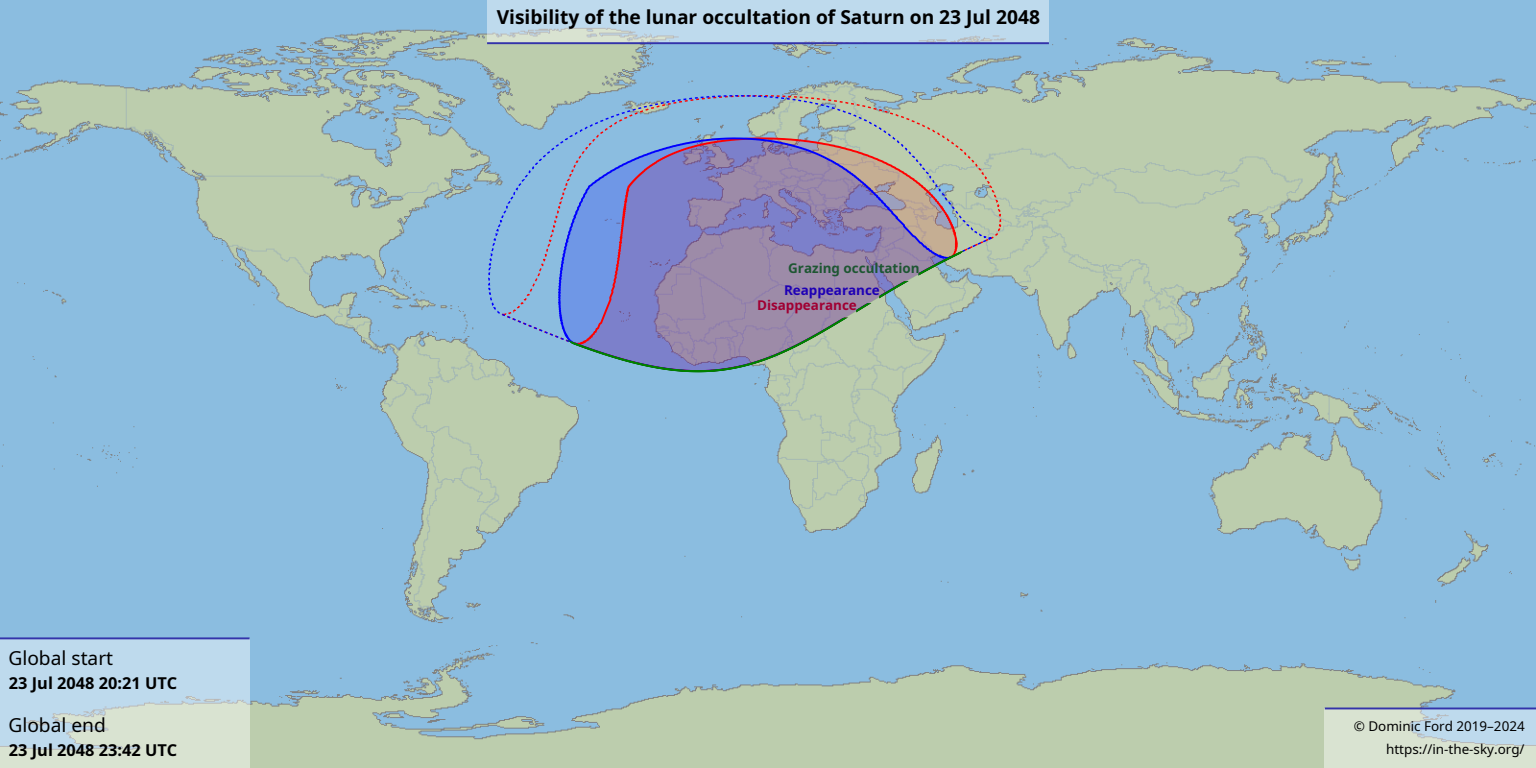 Visibility of the lunar occultation of Saturn on 23 Jul 2048
Grazing occultation
Reappearance
Disappearance
Global start
23 Jul 2048 20:21 UTC
Global end
23 Jul 2048 23:42 UTC
© Dominic Ford 2019–2024
https://in-the-sky.org/